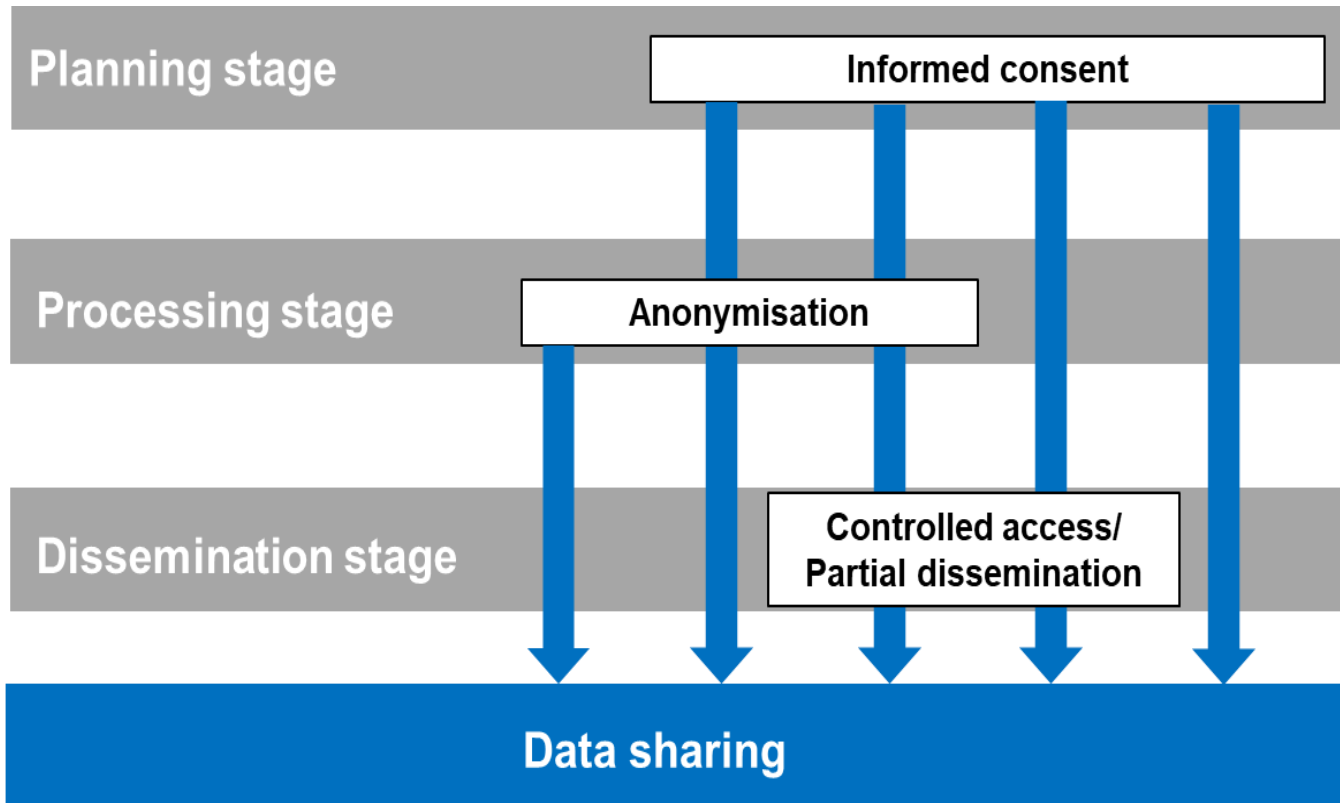 Planning stage
Informed consent
Processing stage
Anonymisation
Dissemination stage
Controlled access/
Partial dissemination
Data sharing